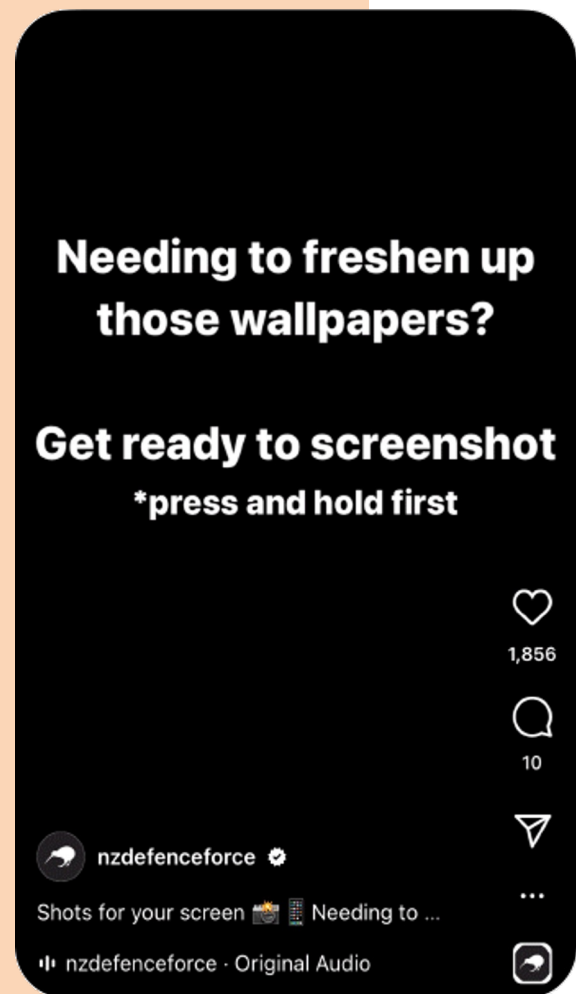 Needing to freshen up
those wallpapers?
Get ready to screenshot
*press and hold first
1,856
10
nzdefenceforce
Shots for your screen 📸📱Needing to ...
nzdefenceforce · Original Audio